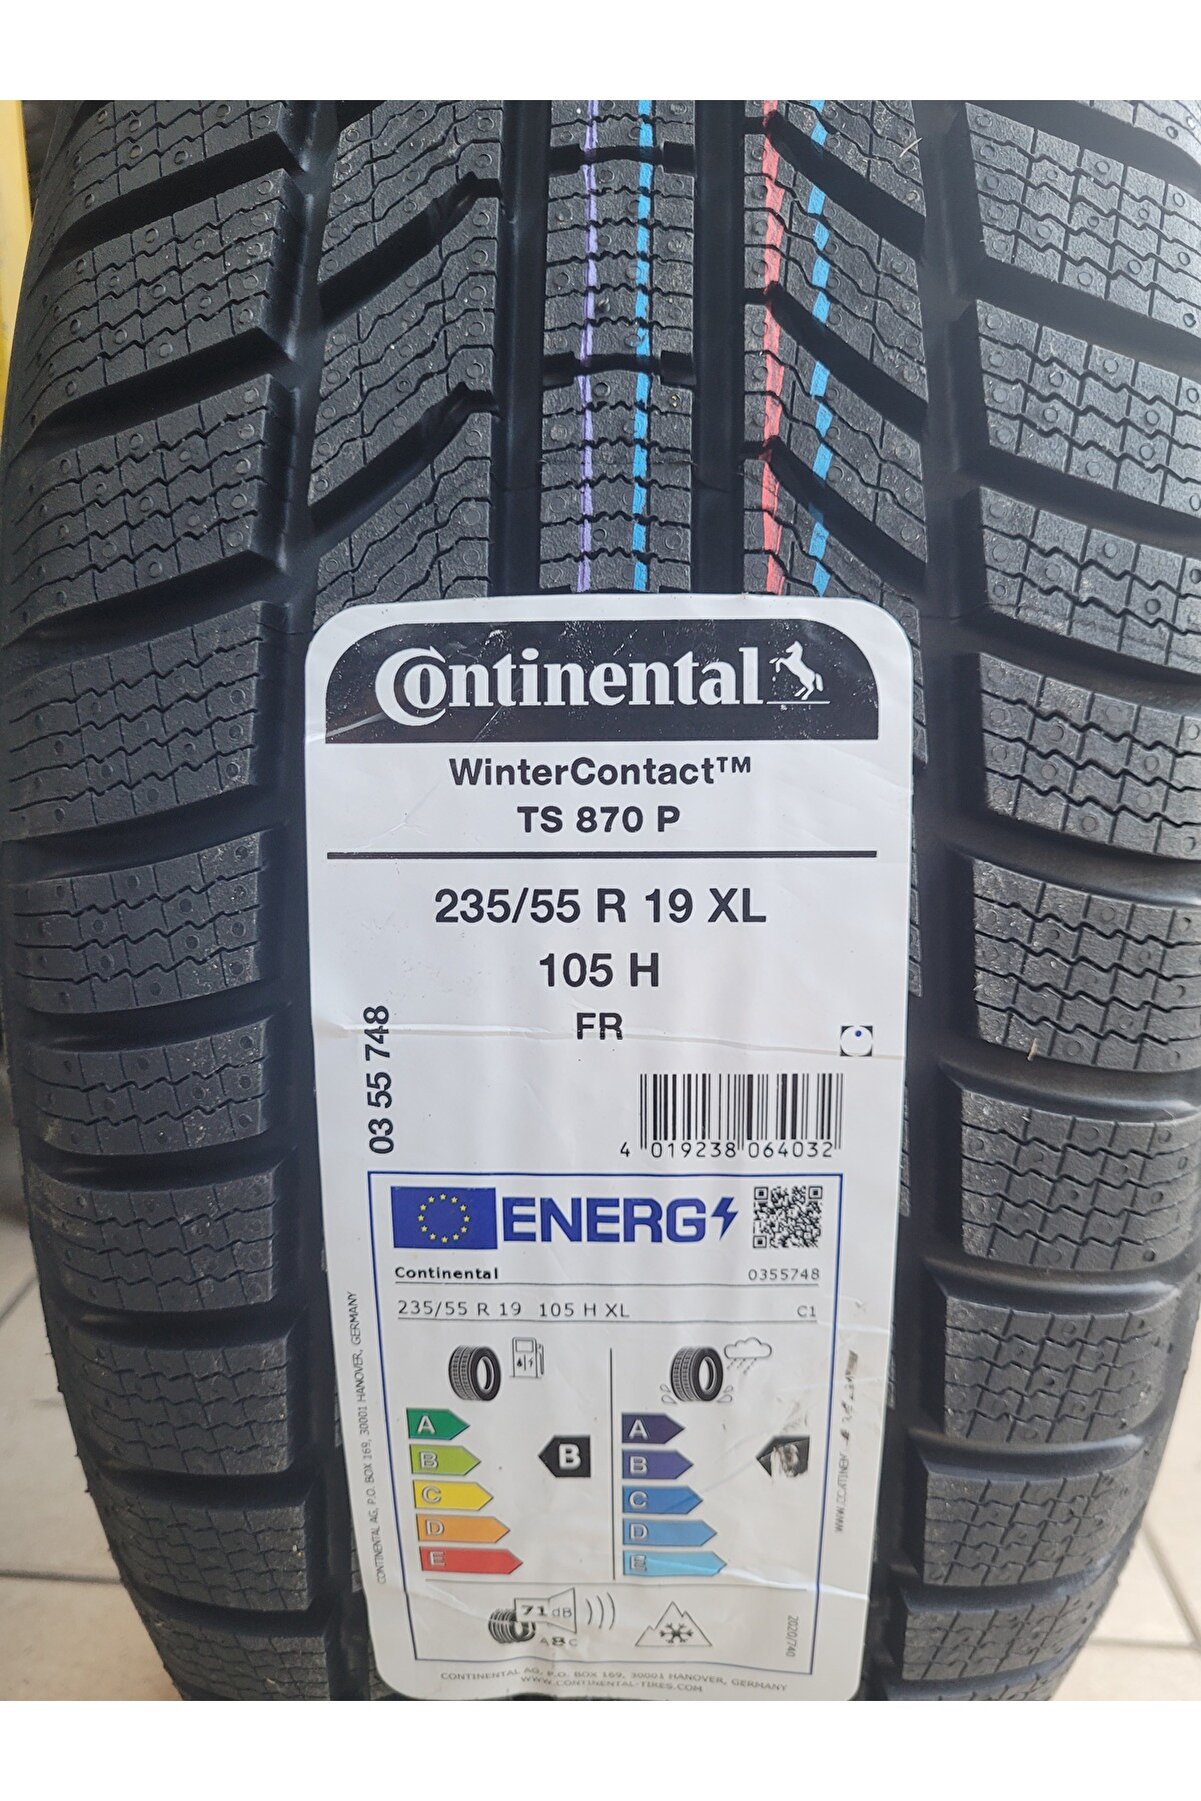 Continental
WinterContact™
TS 870 P
235/55 R 19 XL
105 H
FR
03 55 748
4 019238 064032
ENERG
Continental 0355748
235/55 R 19 105 H XL C1
A A
B B B
C C
D D
E E
71 dB
ABC
2020/740
CONTINENTAL AG, P.O. BOX 169, 30001 HANOVER, GERMANY
CONTINENTAL AG, P.O. BOX 169, 30001 HANOVER, GERMANY
WWW.CONTINENTAL-TIRES.COM